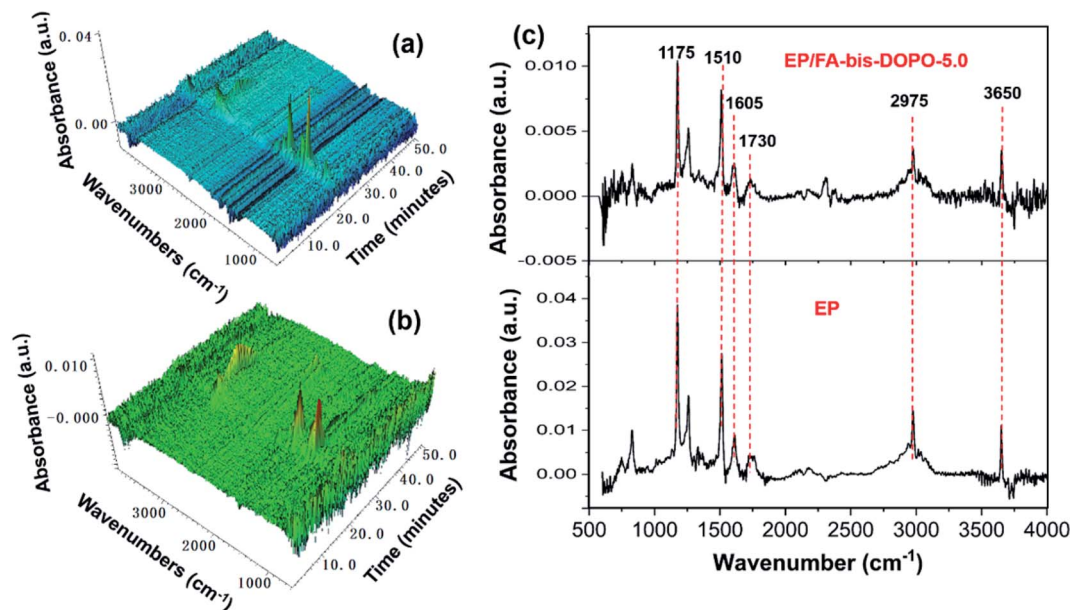 (a)
Absorbance (a.u.)
0.04
0.00
3000
2000
1000
Wavenumbers (cm⁻¹)
50.0
40.0
30.0
20.0
10.0
Time (minutes)
(b)
Absorbance (a.u.)
0.010
-0.000
3000
2000
1000
Wavenumbers (cm⁻¹)
50.0
40.0
30.0
20.0
10.0
Time (minutes)
(c)
Absorbance (a.u.)
0.010
0.005
0.000
-0.005
EP/FA-bis-DOPO-5.0
1175
1510
1605
1730
2975
3650
Absorbance (a.u.)
0.04
0.03
0.02
0.01
0.00
EP
500 1000 1500 2000 2500 3000 3500 4000
Wavenumber (cm⁻¹)